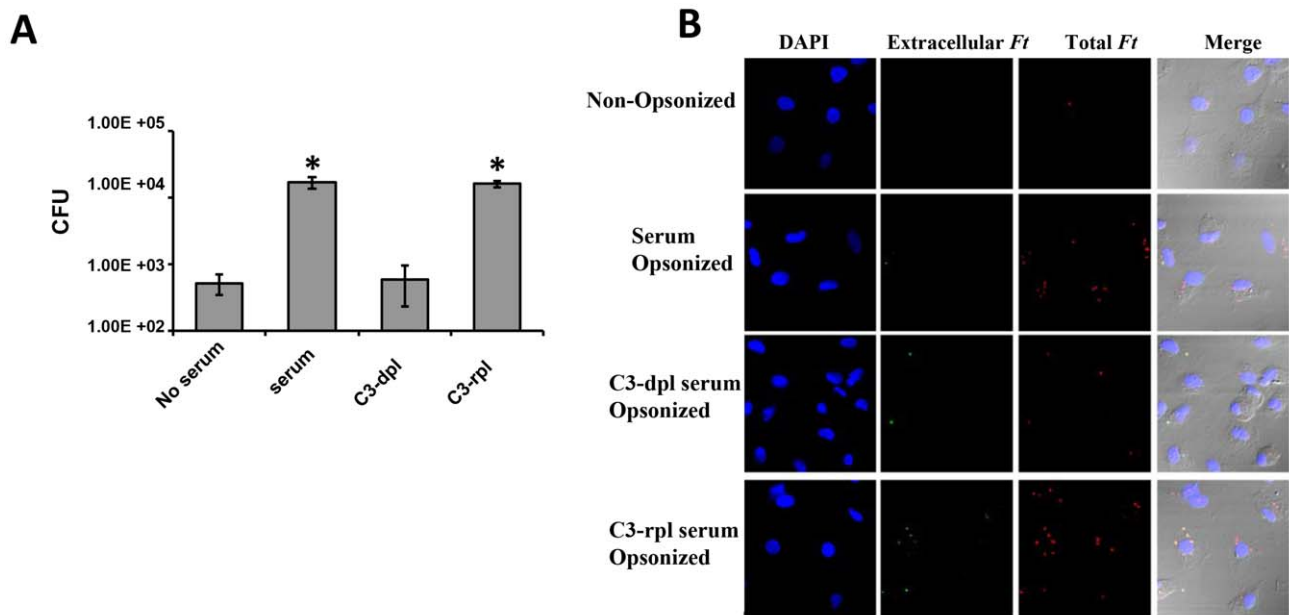 A
1.00E +05
1.00E +04
1.00E +03
1.00E +02
CFU
*
*
No serum
serum
C3-dpl
C3-rpl
B
DAPI Extracellular Ft Total Ft Merge
Non-Opsonized
Serum
Opsonized
C3-dpl serum
Opsonized
C3-rpl serum
Opsonized